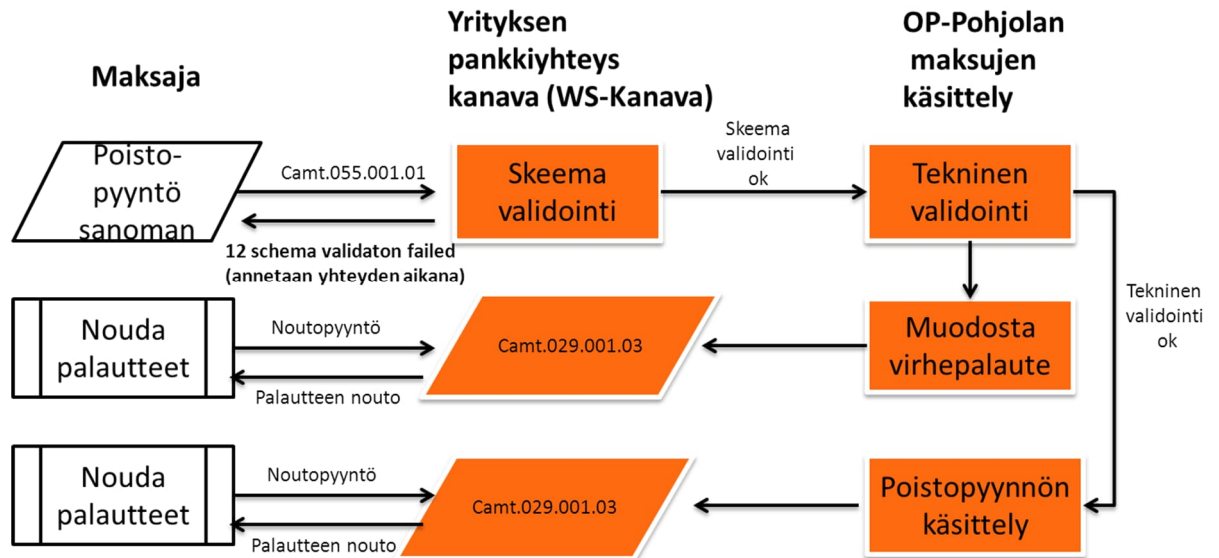 Maksaja
Yrityksen
pankkiyhteys
kanava (WS-Kanava)
OP-Pohjolan
maksujen
käsittely
Poisto-
pyyntö
sanoman
Camt.055.001.01
12 schema validaton failed
(annetaan yhteyden aikana)
Skeema
validointi
Skeema
validointi
ok
Tekninen
validointi
Tekninen
validointi
ok
Nouda
palautteet
Noutopyyntö
Palautteen nouto
Camt.029.001.03
Muodosta
virhepalaute
Nouda
palautteet
Noutopyyntö
Palautteen nouto
Camt.029.001.03
Poistopyynnön
käsittely